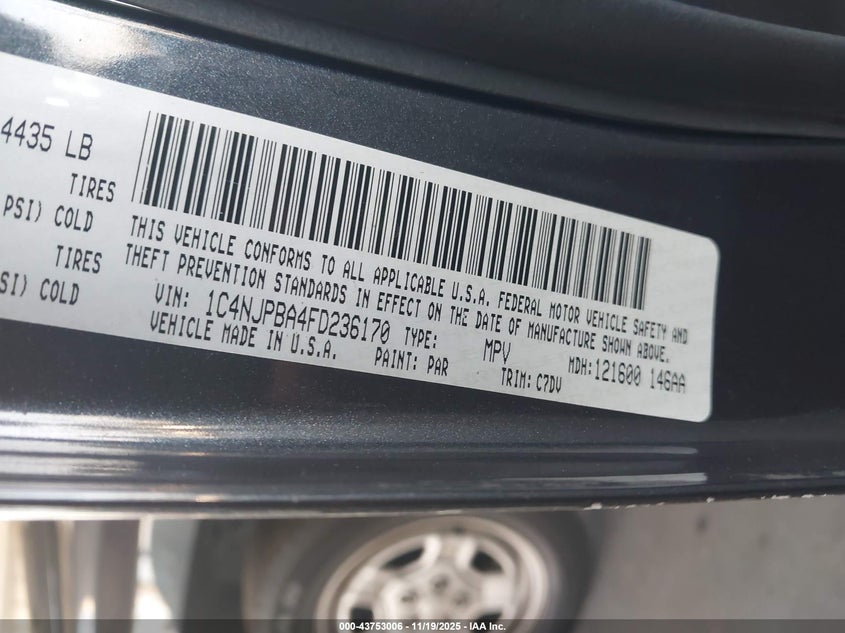 4435 LB
TIRES
PSI) COLD
TIRES
SI) COLD
THIS VEHICLE CONFORMS TO ALL APPLICABLE U.S.A. FEDERAL MOTOR VEHICLE SAFETY AND
THEFT PREVENTION STANDARDS IN EFFECT ON THE DATE OF MANUFACTURE SHOWN ABOVE.
VIN: 1C4NJPBA4FD236170 TYPE: MPV MDH:121600 146AA
VEHICLE MADE IN U.S.A. PAINT: PAR TRIM: C7DV
000-43753006 - 11/19/2025 - IAA Inc.